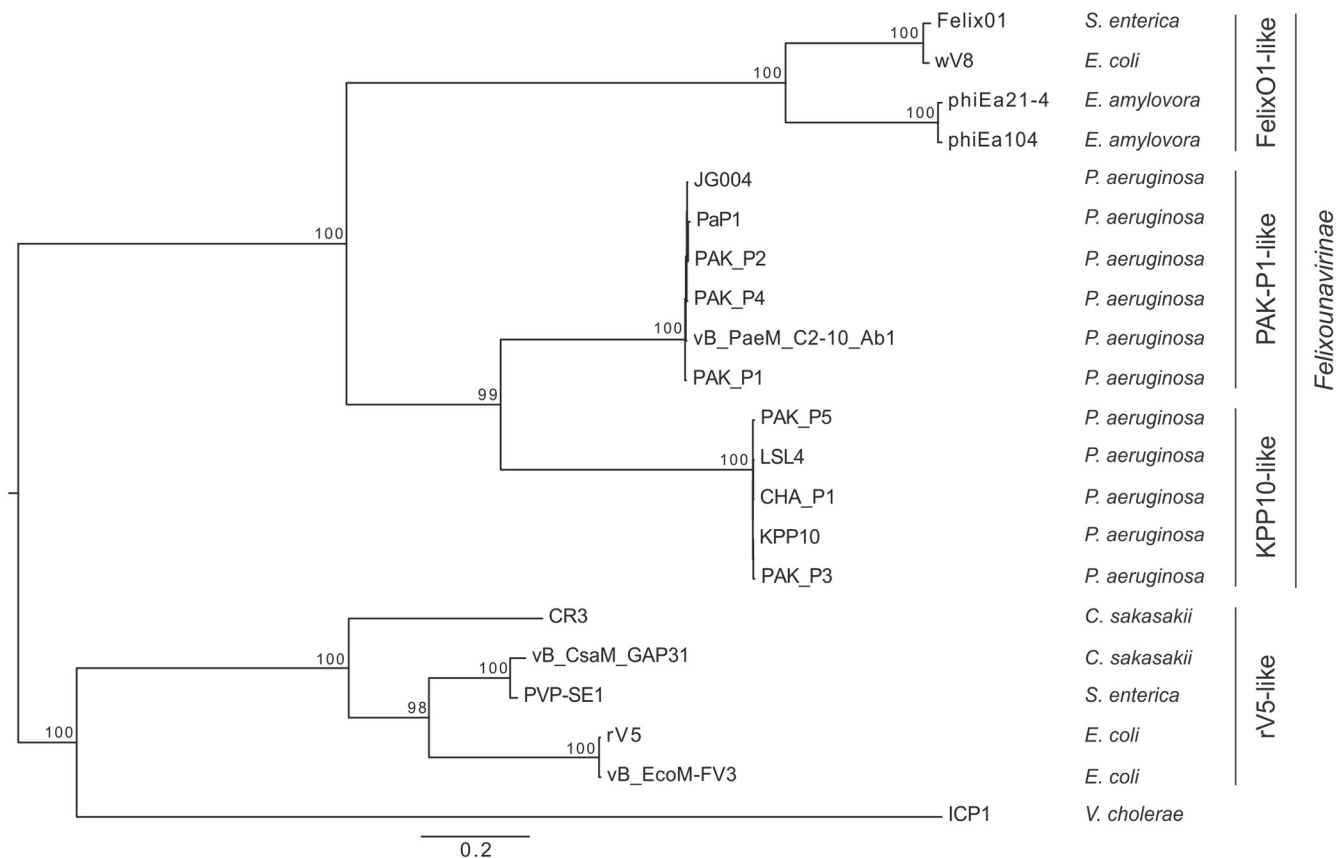 Felix01 S. enterica
100
wV8 E. coli
100
phiEa21-4 E. amylovora
100
phiEa104 E. amylovora
FelixO1-like
JG004 P. aeruginosa
PaP1 P. aeruginosa
100
PAK_P2 P. aeruginosa
PAK_P4 P. aeruginosa
100
vB_PaeM_C2-10_Ab1 P. aeruginosa
PAK_P1 P. aeruginosa
PAK-P1-like
99
PAK_P5 P. aeruginosa
LSL4 P. aeruginosa
100
CHA_P1 P. aeruginosa
KPP10 P. aeruginosa
PAK_P3 P. aeruginosa
KPP10-like
Felixounavirinae
CR3 C. sakasakii
100
vB_CsaM_GAP31 C. sakasakii
100
PVP-SE1 S. enterica
98
rV5 E. coli
100
100
vB_EcoM-FV3 E. coli
rV5-like
ICP1 V. cholerae
0.2